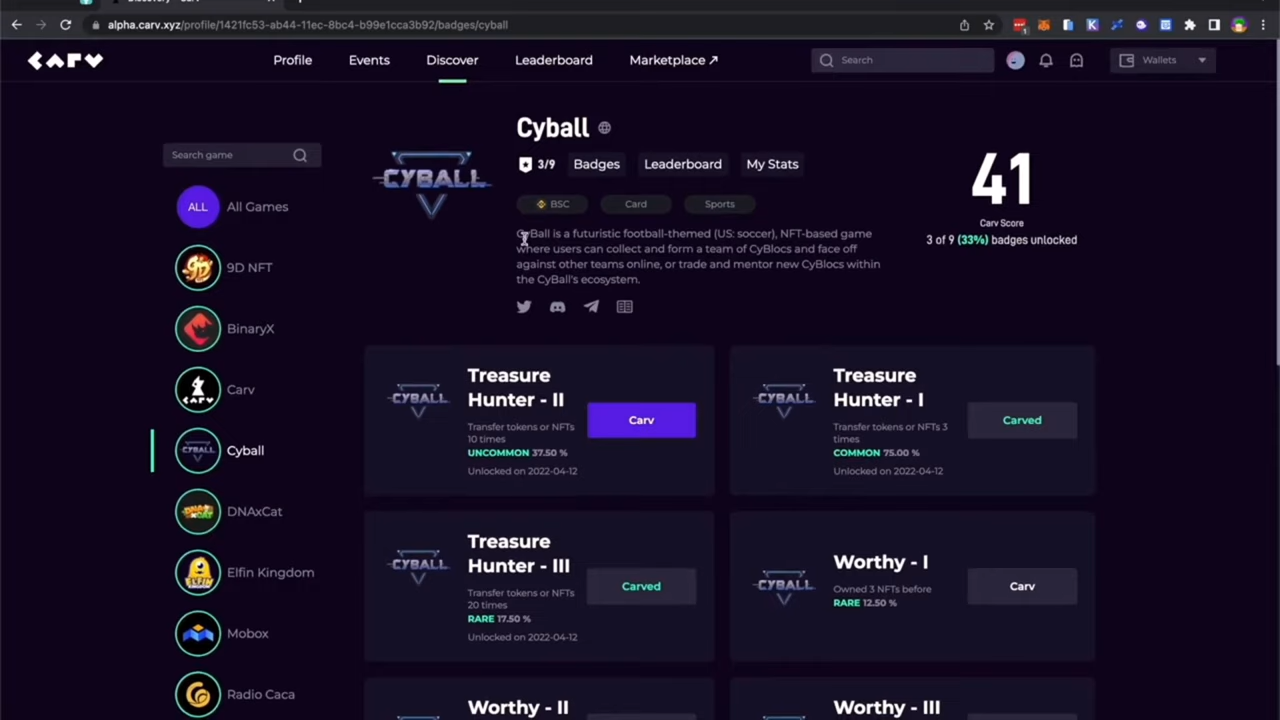 alpha.carv.xyz/profile/1421fc53-ab44-11ec-8bc4-b99e1cca3b92/badges/cyball
CARV
Profile
Events
Discover
Leaderboard
Marketplace ↗
Search
Wallets
Search game
ALL
All Games
9D NFT
BinaryX
Carv
Cyball
DNAxCat
Elfin Kingdom
Mobox
Radio Caca
CYBALL
Cyball
3/9
Badges
Leaderboard
My Stats
BSC
Card
Sports
CyBall is a futuristic football-themed (US: soccer), NFT-based game
where users can collect and form a team of CyBlocs and face off
against other teams online, or trade and mentor new CyBlocs within
the CyBall's ecosystem.
41
Carv Score
3 of 9 (33%) badges unlocked
CYBALL
Treasure
Hunter - II
Transfer tokens or NFTs
10 times
UNCOMMON 37.50 %
Unlocked on 2022-04-12
Carv
CYBALL
Treasure
Hunter - I
Transfer tokens or NFTs 3
times
COMMON 75.00 %
Unlocked on 2022-04-12
Carved
CYBALL
Treasure
Hunter - III
Transfer tokens or NFTs
20 times
RARE 17.50 %
Unlocked on 2022-04-12
Carved
CYBALL
Worthy - I
Owned 3 NFTs before
RARE 12.50 %
Carv
Worthy - II
Worthy - III